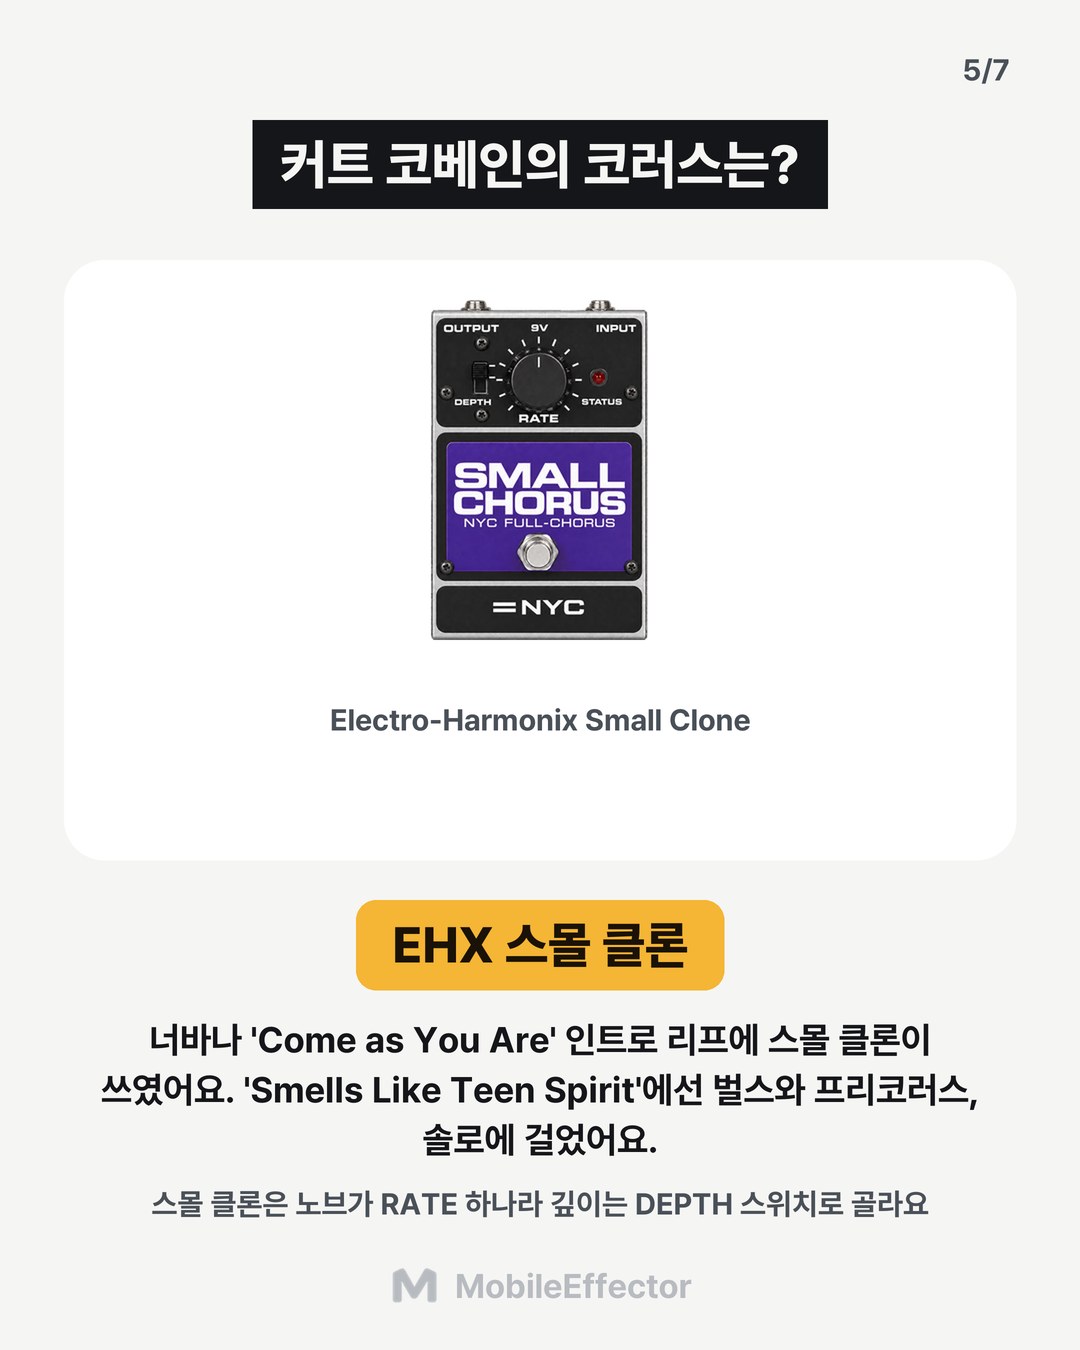 5/7
커트 코베인의 코러스는?
OUTPUT 9V INPUT
DEPTH STATUS
RATE
SMALL
CHORUS
NYC FULL-CHORUS
=NYC
Electro-Harmonix Small Clone
EHX 스몰 클론
너바나 'Come as You Are' 인트로 리프에 스몰 클론이
쓰였어요. 'Smells Like Teen Spirit'에선 벌스와 프리코러스,
솔로에 걸었어요.
스몰 클론은 노브가 RATE 하나라 깊이는 DEPTH 스위치로 골라요
MobileEffector